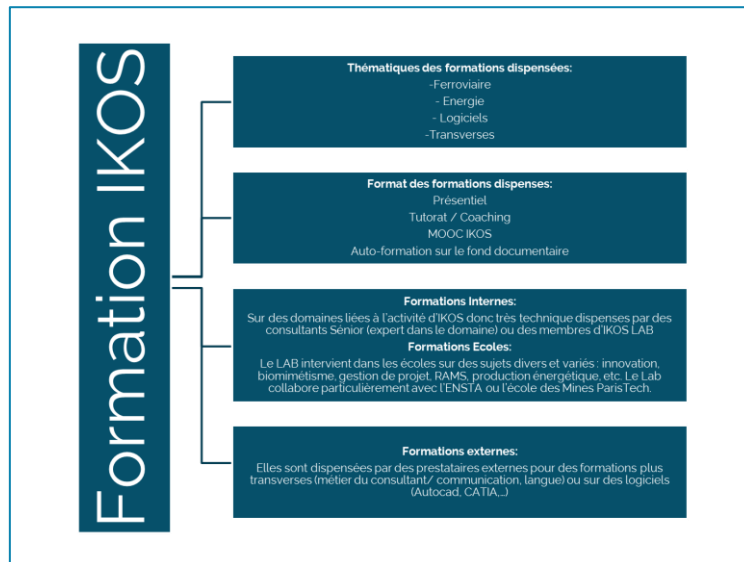 Formation IKOS
Thématiques des formations dispensées:
-Ferroviaire
- Energie
- Logiciels
-Transverses
Format des formations dispenses:
Présentiel
Tutorat / Coaching
MOOC IKOS
Auto-formation sur le fond documentaire
Formations Internes:
Sur des domaines liées à l'activité d'IKOS donc très technique dispenses par des
consultants Sénior (expert dans le domaine) ou des membres d'IKOS LAB
Formations Ecoles:
Le LAB intervient dans les écoles sur des sujets divers et variés : innovation,
biomimétisme, gestion de projet, RAMS, production énergétique, etc. Le Lab
collabore particulièrement avec l'ENSTA ou l'école des Mines ParisTech.
Formations externes:
Elles sont dispensées par des prestataires externes pour des formations plus
transverses (métier du consultant/ communication, langue) ou sur des logiciels
(Autocad, CATIA,...)